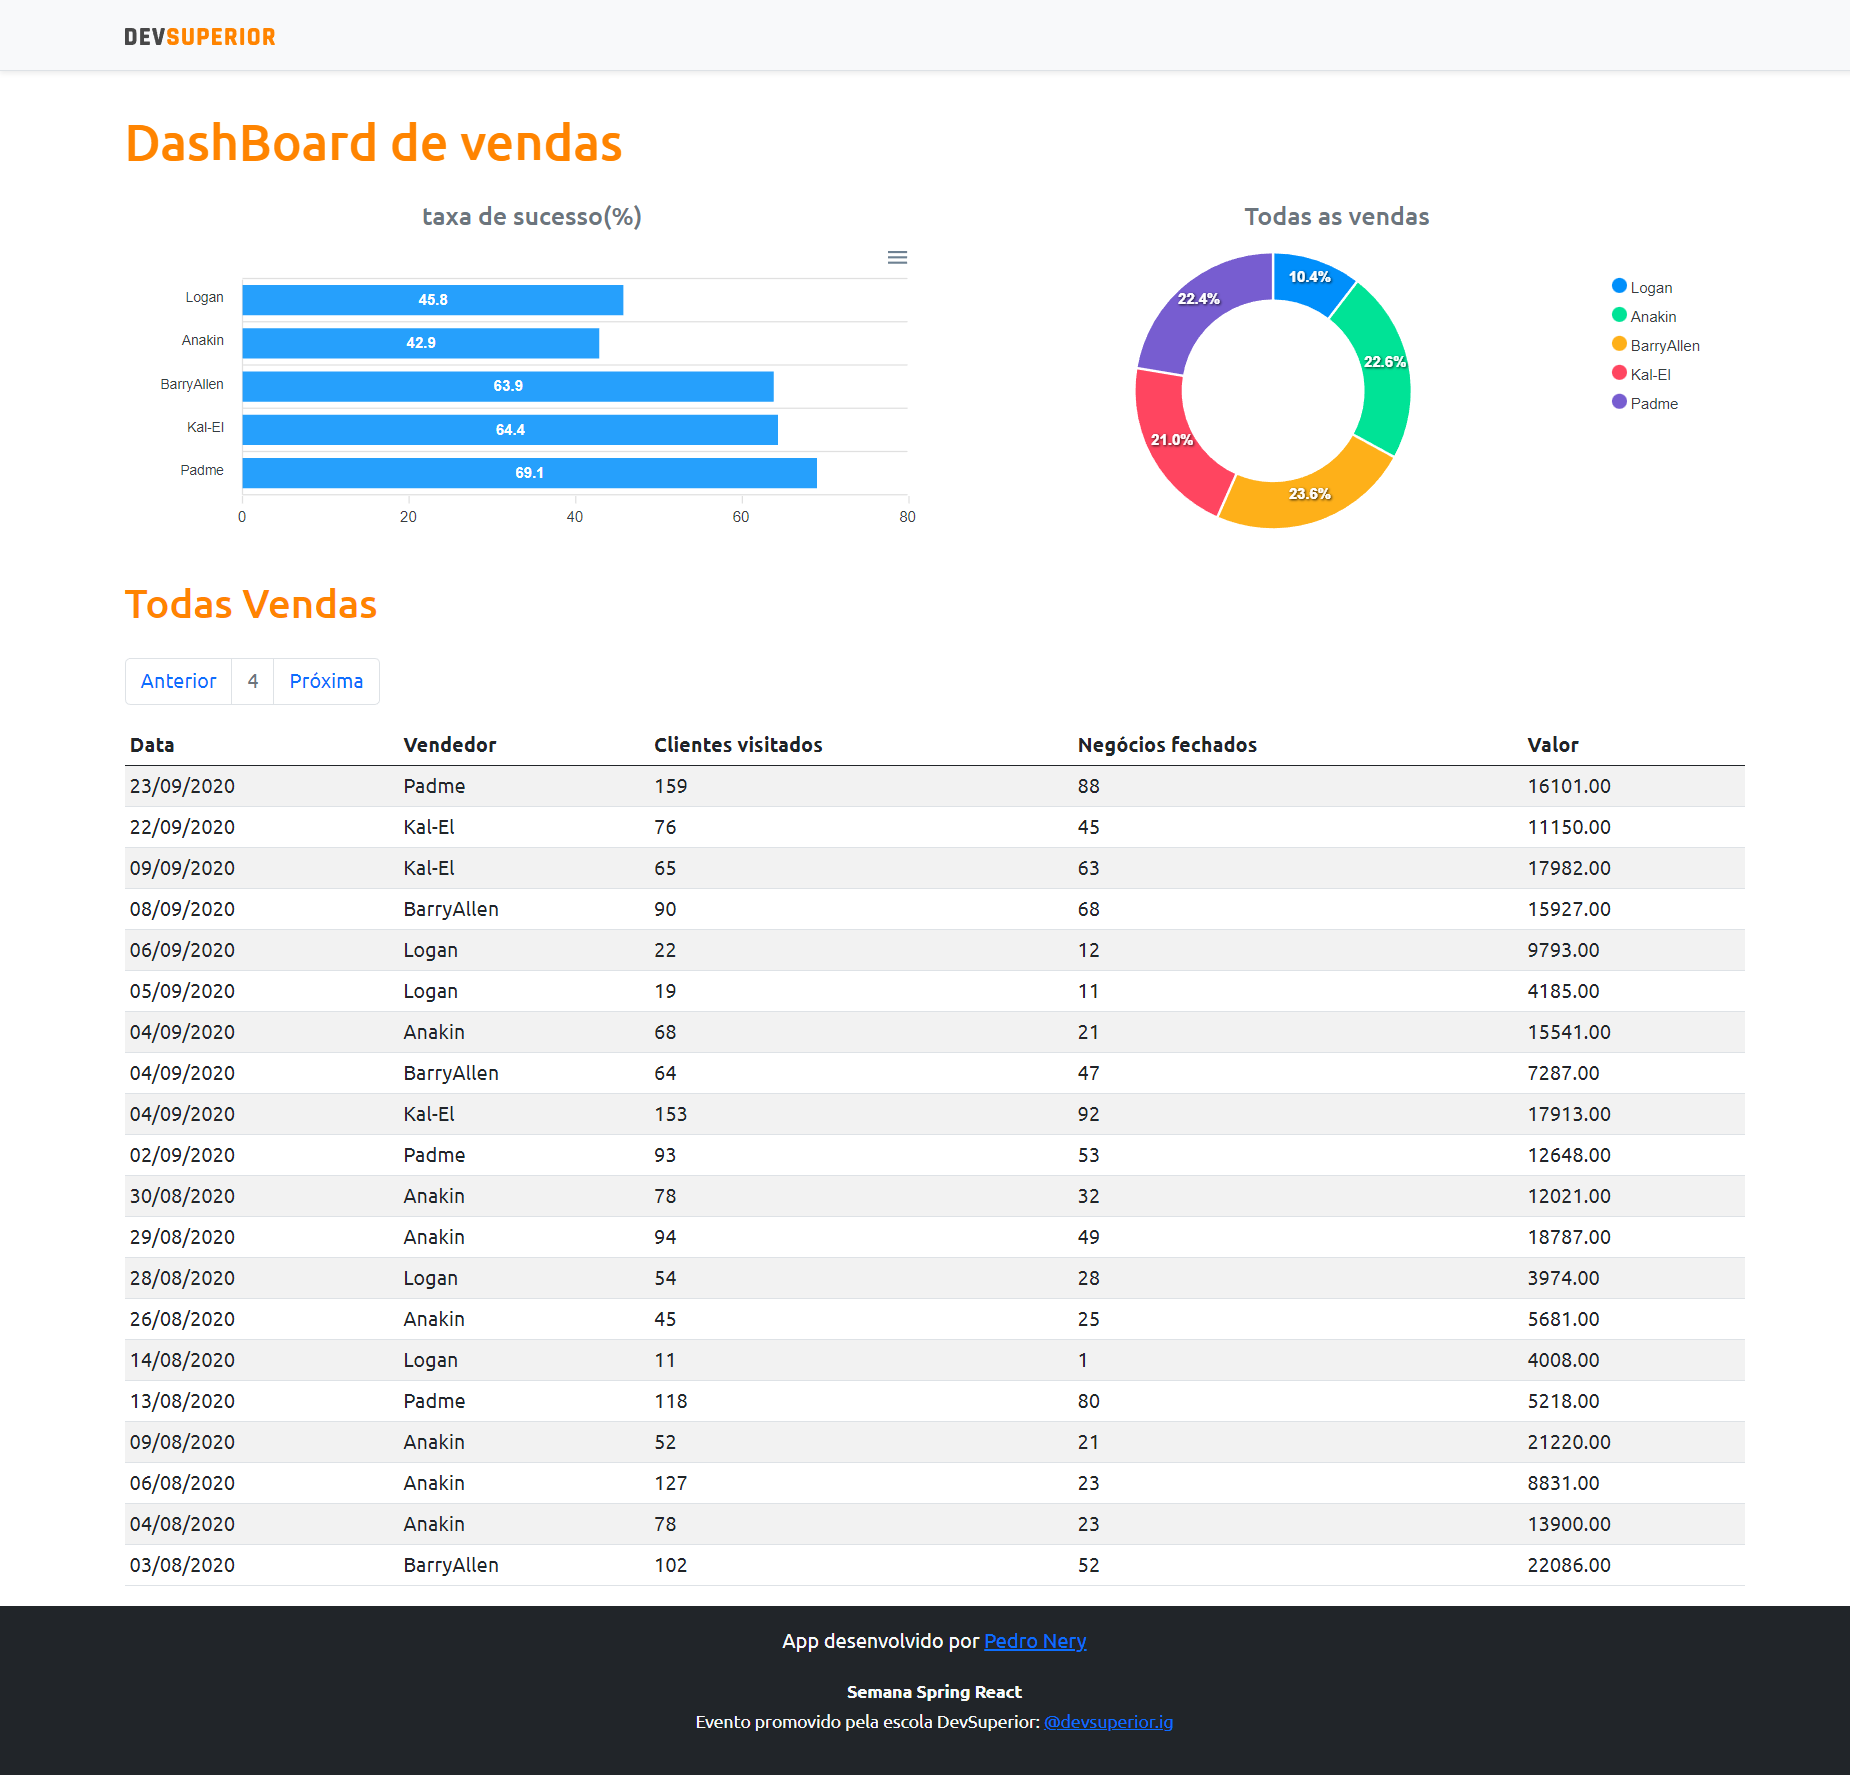 DEVSUPERIOR
DashBoard de vendas
taxa de sucesso(%)
Logan 45.8
Anakin 42.9
BarryAllen 63.9
Kal-El 64.4
Padme 69.1
0 20 40 60 80
Todas as vendas
10.4%
22.6%
23.6%
21.0%
22.4%
Logan
Anakin
BarryAllen
Kal-El
Padme
Todas Vendas
Anterior 4 Próxima
Data Vendedor Clientes visitados Negócios fechados Valor
23/09/2020 Padme 159 88 16101.00
22/09/2020 Kal-El 76 45 11150.00
09/09/2020 Kal-El 65 63 17982.00
08/09/2020 BarryAllen 90 68 15927.00
06/09/2020 Logan 22 12 9793.00
05/09/2020 Logan 19 11 4185.00
04/09/2020 Anakin 68 21 15541.00
04/09/2020 BarryAllen 64 47 7287.00
04/09/2020 Kal-El 153 92 17913.00
02/09/2020 Padme 93 53 12648.00
30/08/2020 Anakin 78 32 12021.00
29/08/2020 Anakin 94 49 18787.00
28/08/2020 Logan 54 28 3974.00
26/08/2020 Anakin 45 25 5681.00
14/08/2020 Logan 11 1 4008.00
13/08/2020 Padme 118 80 5218.00
09/08/2020 Anakin 52 21 21220.00
06/08/2020 Anakin 127 23 8831.00
04/08/2020 Anakin 78 23 13900.00
03/08/2020 BarryAllen 102 52 22086.00
App desenvolvido por Pedro Nery
Semana Spring React
Evento promovido pela escola DevSuperior: @devsuperior.ig